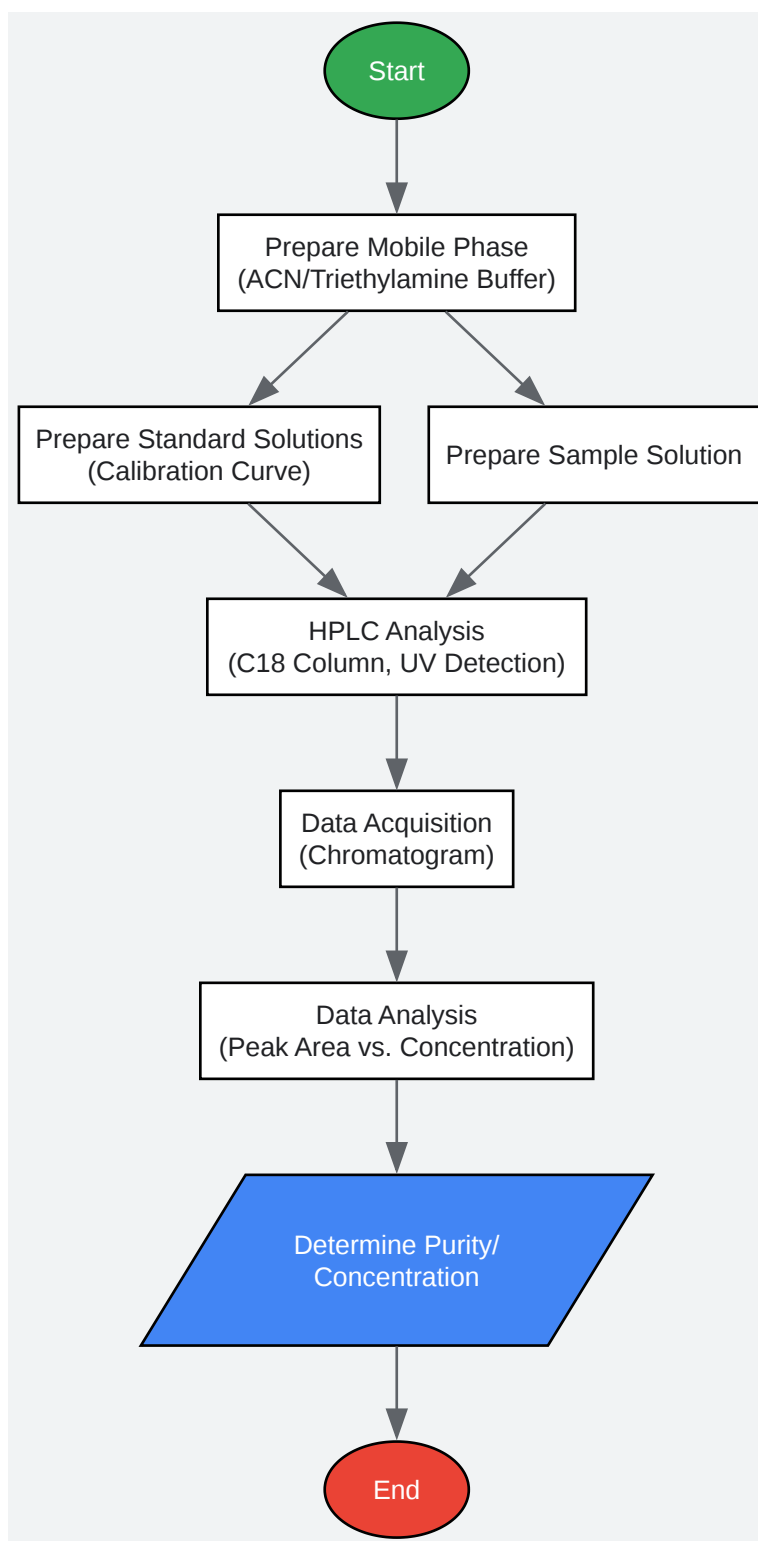 Start
Prepare Mobile Phase
(ACN/Triethylamine Buffer)
Prepare Standard Solutions
(Calibration Curve)
Prepare Sample Solution
HPLC Analysis
(C18 Column, UV Detection)
Data Acquisition
(Chromatogram)
Data Analysis
(Peak Area vs. Concentration)
Determine Purity/
Concentration
End